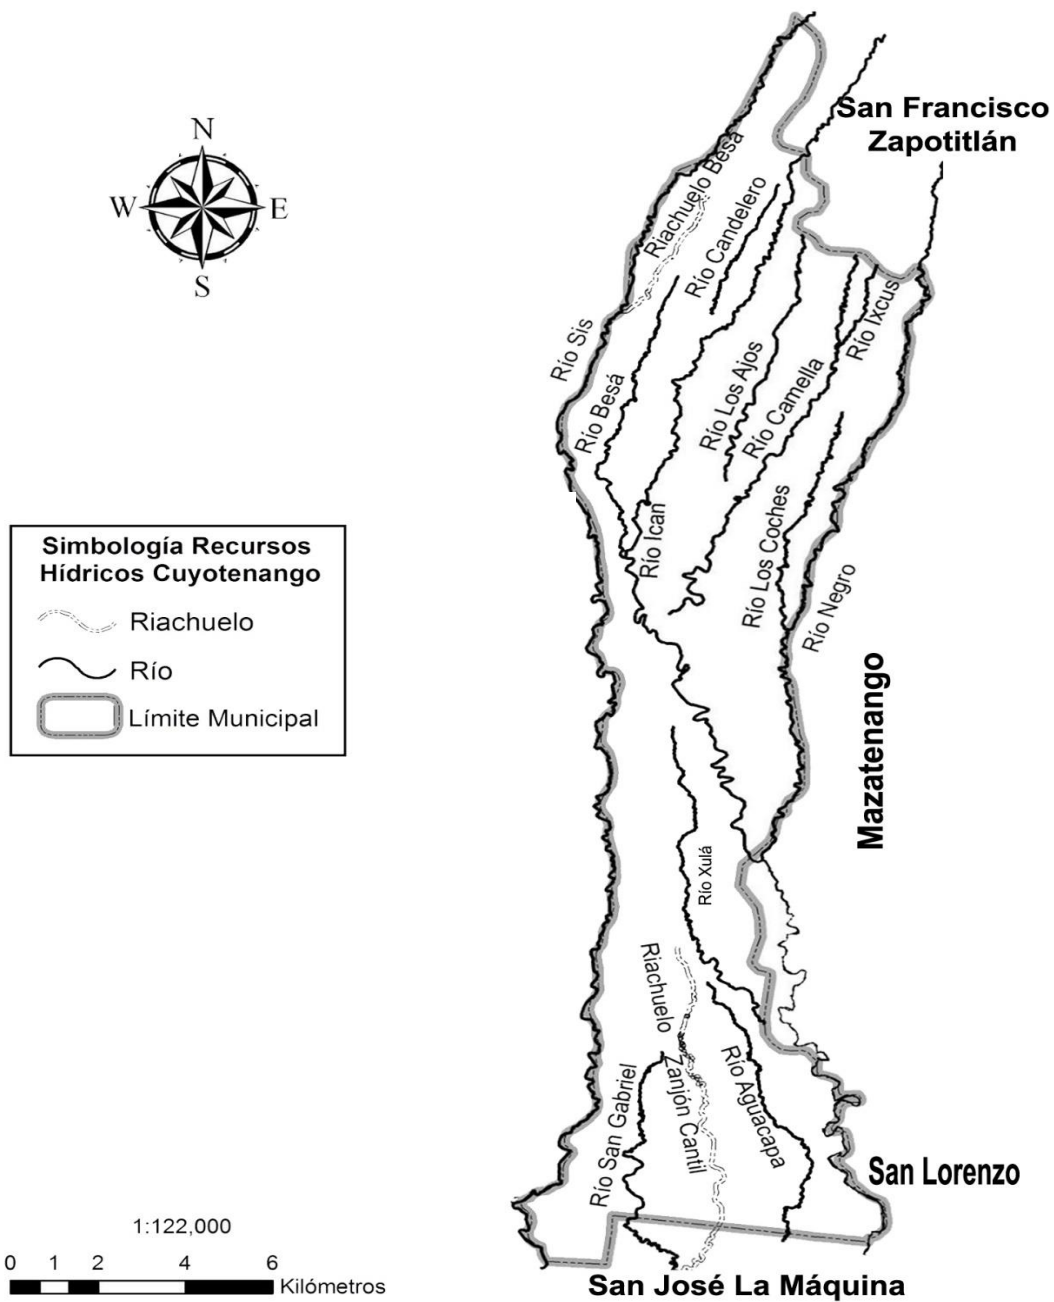 San Francisco
Zapotitlán
N
W
E
S
Riachuelo Besá
Río Candelero
Río Ixcus
Río Sis
Río Besá
Río Los Ajos
Río Camella
Río Ican
Río Los Coches
Río Negro
Simbología Recursos
Hídricos Cuyotenango
Riachuelo
Río
Límite Municipal
Mazatenango
Río Xulá
Riachuelo
Zanjón Cantil
Río San Gabriel
Río Aguacapa
San Lorenzo
1:122,000
0 1 2 4 6
Kilómetros
San José La Máquina